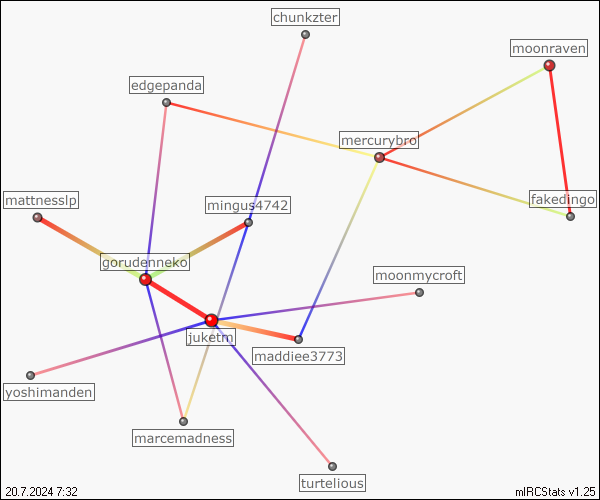 chunkzter
moonraven
edgepanda
mercurybro
mattnesslp
mingus4742
fakedingo
gorudenneko
moonmycroft
juketm
maddiee3773
yoshimanden
marcemadness
turtelious
20.7.2024 7:32
mIRCStats v1.25